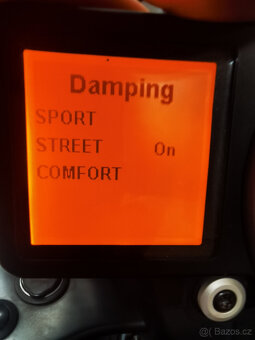 Damping
SPORT
STREET On
COMFORT
© Bazos.cz